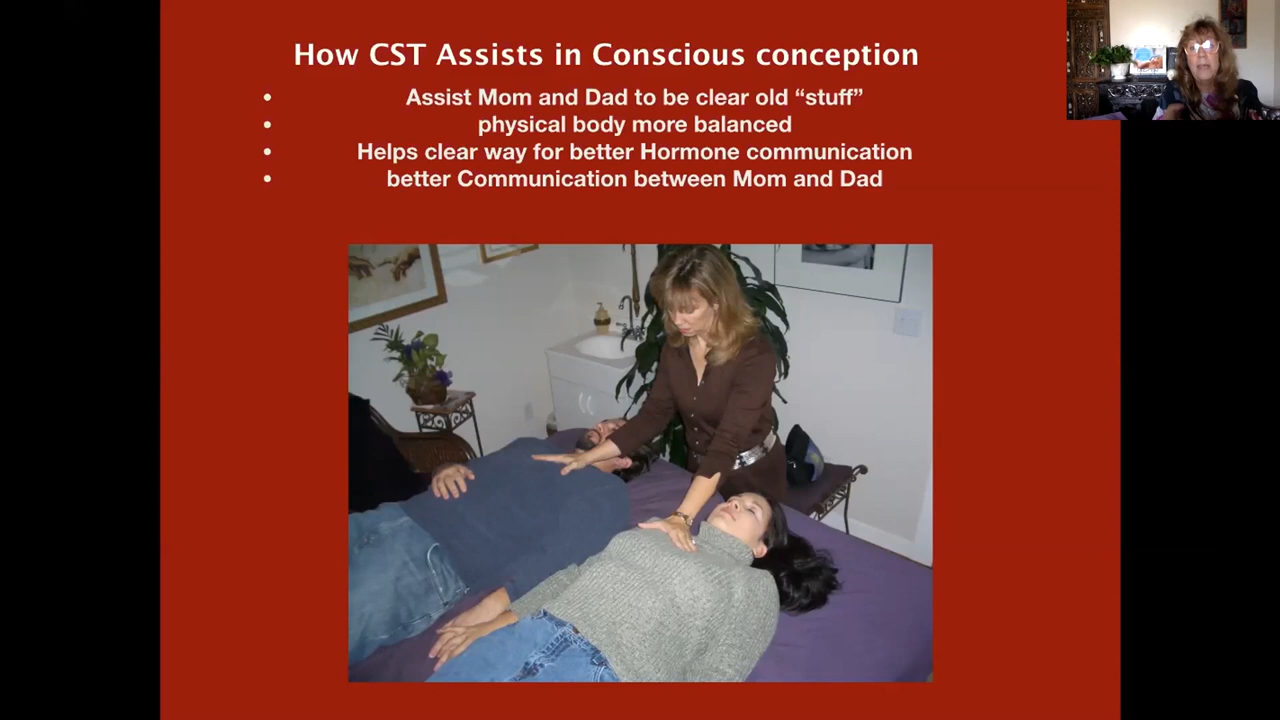 How CST Assists in Conscious conception
• Assist Mom and Dad to be clear old “stuff”
• physical body more balanced
• Helps clear way for better Hormone communication
• better Communication between Mom and Dad